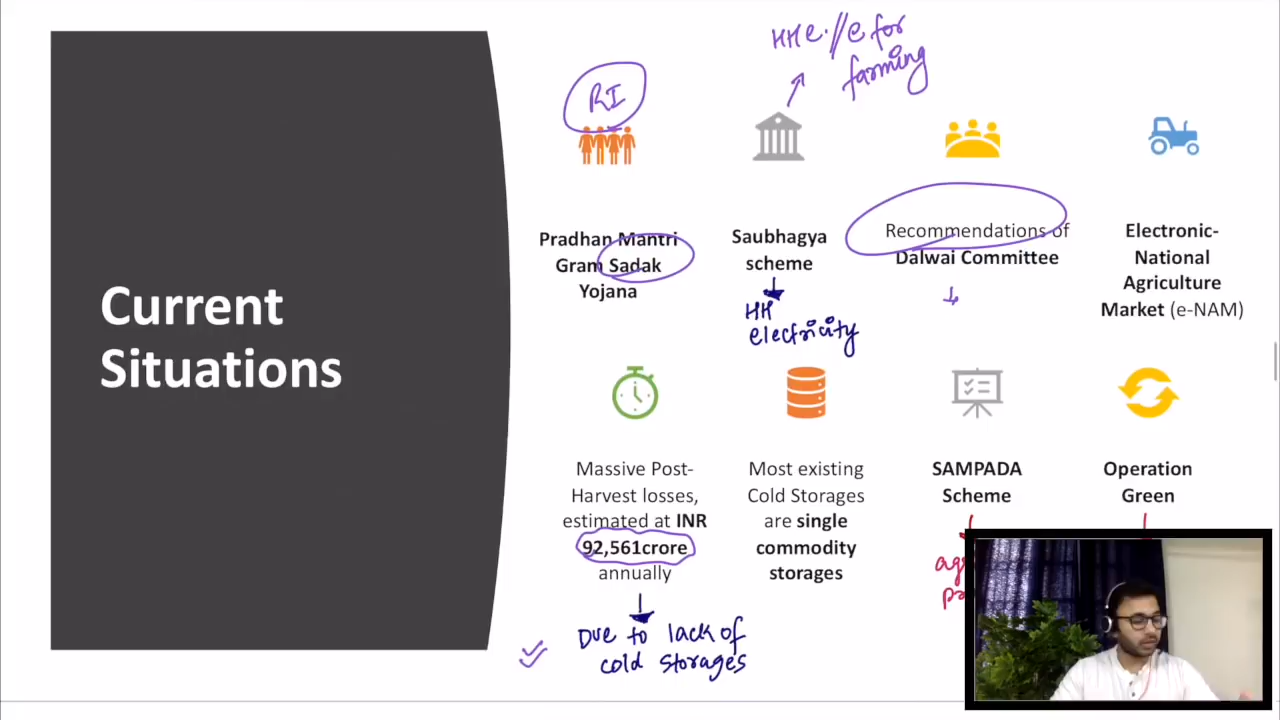 HHe. // e for
farming
RI
Current
Situations
Pradhan Mantri
Gram Sadak
Yojana
Saubhagya
scheme
HH
electricity
Recommendations of
Dalwai Committee
Electronic-
National
Agriculture
Market (e-NAM)
Massive Post-
Harvest losses,
estimated at INR
92,561crore
annually
Due to lack of
cold storages
Most existing
Cold Storages
are single
commodity
storages
SAMPADA
Scheme
Operation
Green